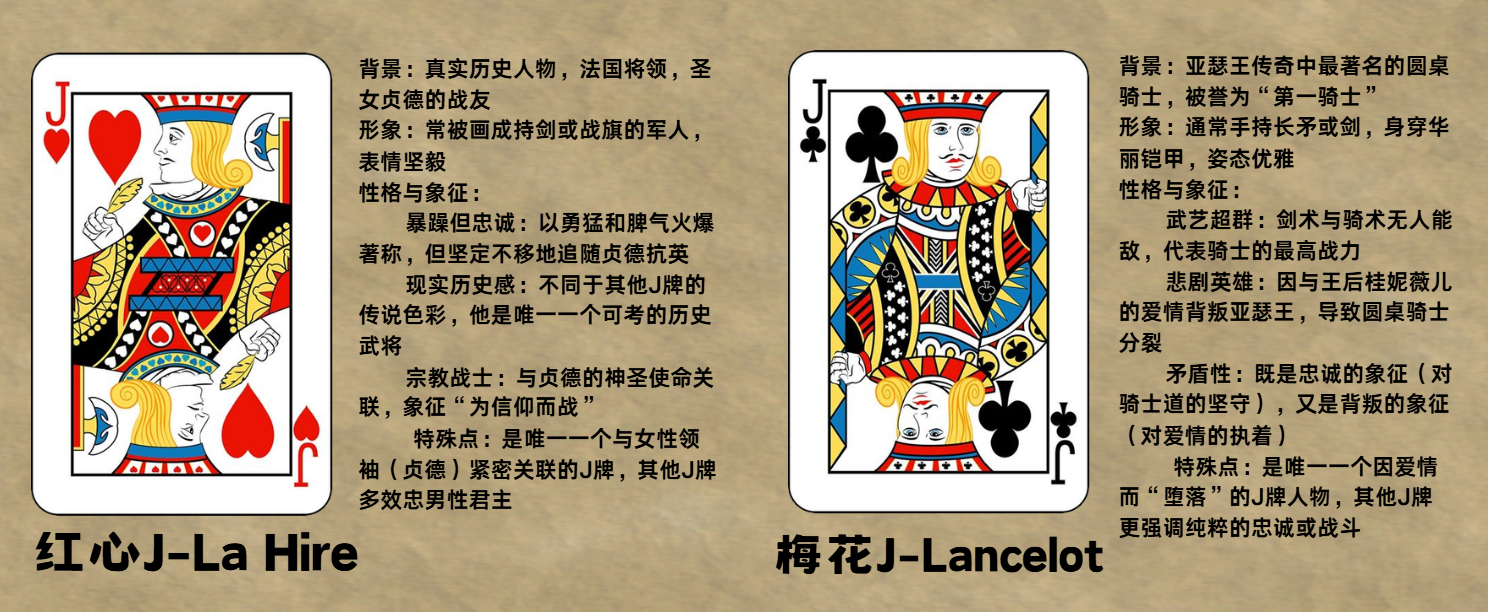 J
背景：真实历史人物，法国将领，圣
女贞德的战友
形象：常被画成持剑或战旗的军人，
表情坚毅
性格与象征：
暴躁但忠诚：以勇猛和脾气火爆
著称，但坚定不移地追随贞德抗英
现实历史感：不同于其他J牌的
传说色彩，他是唯一一个可考的历史
武将
宗教战士：与贞德的神圣使命关
联，象征“为信仰而战”
特殊点：是唯一一个与女性领
袖（贞德）紧密关联的J牌，其他J牌
多效忠男性君主
J
红心J-La Hire
J
背景：亚瑟王传奇中最著名的圆桌
骑士，被誉为“第一骑士”
形象：通常手持长矛或剑，身穿华
丽铠甲，姿态优雅
性格与象征：
武艺超群：剑术与骑术无人能
敌，代表骑士的最高战力
悲剧英雄：因与王后桂妮薇儿
的爱情背叛亚瑟王，导致圆桌骑士
分裂
矛盾性：既是忠诚的象征（对
骑士道的坚守），又是背叛的象征
（对爱情的执着）
特殊点：是唯一一个因爱情
而“堕落”的J牌人物，其他J牌
更强调纯粹的忠诚或战斗
J
梅花J-Lancelot